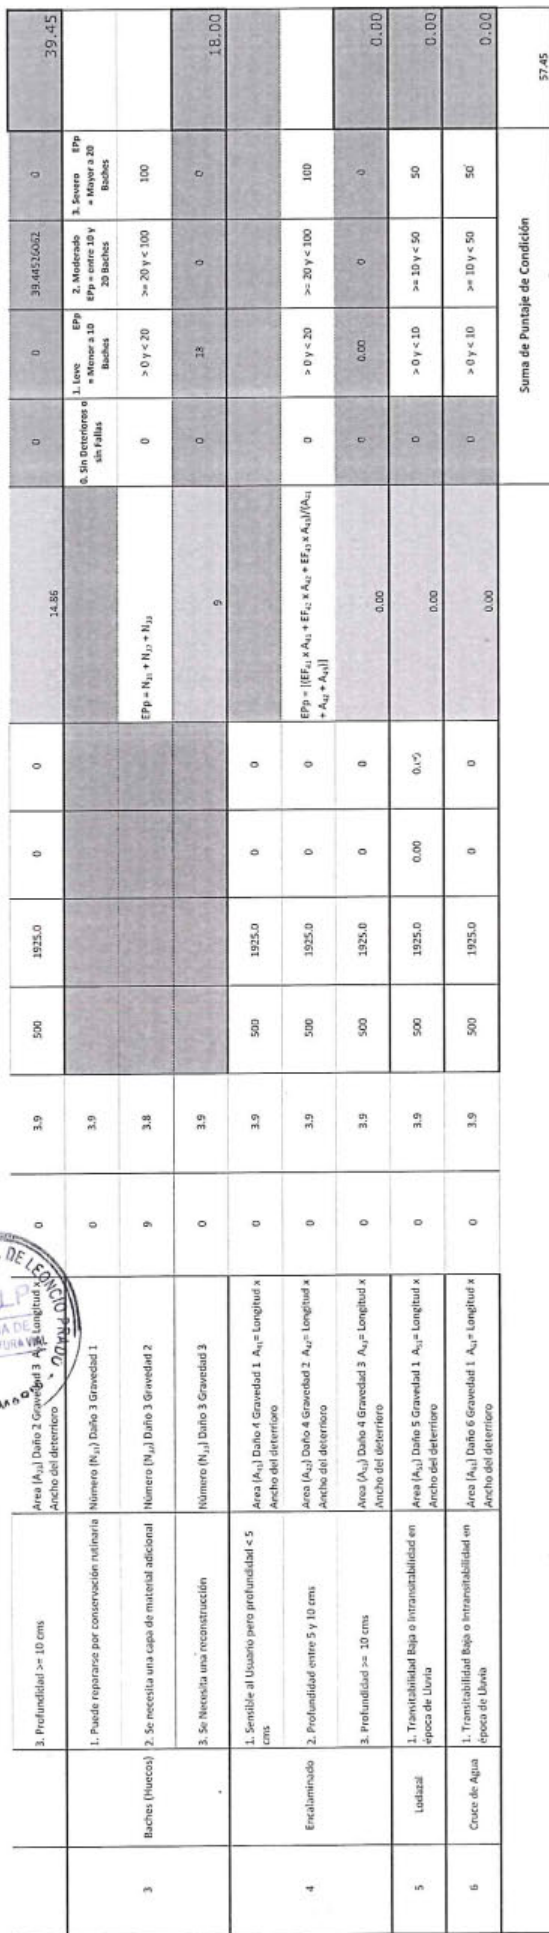 3. Profundidad >= 10 cms
Area (A₂₃) Daño 2 Gravedad 3 A₂₃= Longitud x
Ancho del deterioro
0
3.9
500
1925.0
0
0
14.86
0
0
39.44526062
0
39.45
3
Baches (Huecos)
1. Puede repararse por conservación rutinaria
Número (N₃₁) Daño 3 Gravedad 1
0
3.9
0. Sin Deterioros o
sin Fallas
1. Leve EPp
= Menor a 10
Baches
2. Moderado
EPp = entre 10 y
20 Baches
3. Severo EPp
= Mayor a 20
Baches
2. Se necesita una capa de material adicional
Número (N₃₂) Daño 3 Gravedad 2
9
3.8
EPp = N₃₁ + N₃₂ + N₃₃
0
> 0 y < 20
>= 20 y < 100
100
3. Se Necesita una reconstrucción
Número (N₃₃) Daño 3 Gravedad 3
0
3.9
9
0
18
0
0
18.00
4
Encalaminado
1. Sensible al Usuario pero profundidad < 5
cms
Area (A₄₁) Daño 4 Gravedad 1 A₄₁= Longitud x
Ancho del deterioro
0
3.9
500
1925.0
0
0
2. Profundidad entre 5 y 10 cms
Area (A₄₂) Daño 4 Gravedad 2 A₄₂= Longitud x
Ancho del deterioro
0
3.9
500
1925.0
0
0
EPp = [(EF₄₁ x A₄₁ + EF₄₂ x A₄₂ + EF₄₃ x A₄₃)/(A₄₁
+ A₄₂ + A₄₃)]
0
> 0 y < 20
>= 20 y < 100
100
3. Profundidad >= 10 cms
Area (A₄₃) Daño 4 Gravedad 3 A₄₃= Longitud x
Ancho del deterioro
0
3.9
500
1925.0
0
0
0.00
0
0.00
0
0
0.00
5
Lodazal
1. Transitabilidad Baja o Intransitabilidad en
época de Lluvia
Area (A₅₁) Daño 5 Gravedad 1 A₅₁= Longitud x
Ancho del deterioro
0
3.9
500
1925.0
0.00
0.00
0
> 0 y < 10
>= 10 y < 50
50
0.00
6
Cruce de Agua
1. Transitabilidad Baja o Intransitabilidad en
época de Lluvia
Area (A₆₁) Daño 6 Gravedad 1 A₆₁= Longitud x
Ancho del deterioro
0
3.9
500
1925.0
0
0
0.00
0
> 0 y < 10
>= 10 y < 50
50
0.00
Suma de Puntaje de Condición
57.45
DE LEONCIO PRADO